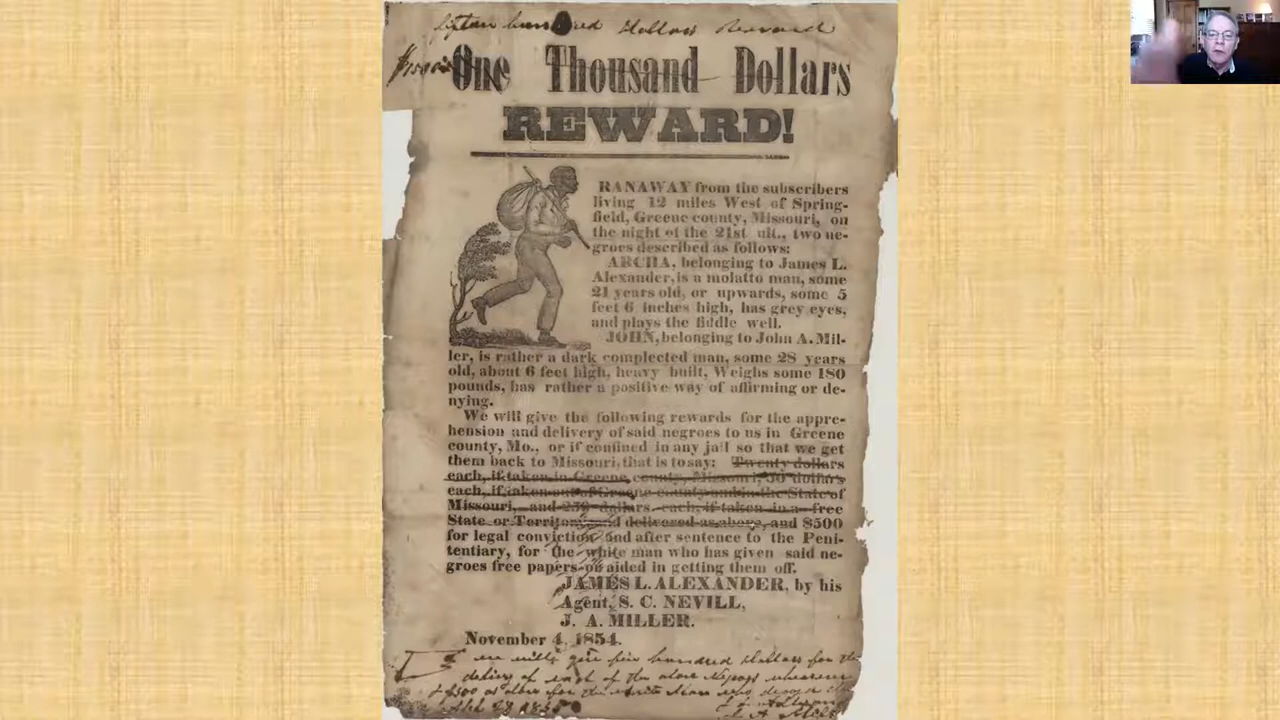 fifteen hundred Dollars Reward
$1500
One Thousand Dollars
REWARD!
RANAWAY from the subscribers
living 12 miles West of Spring-
field, Greene county, Missouri, on
the night of the 21st ult., two ne-
groes described as follows:
ARCHA, belonging to James L.
Alexander, is a molatto man, some
21 years old, or upwards, some 5
feet 6 inches high, has grey eyes,
and plays the fiddle well.
JOHN, belonging to John A. Mil-
ler, is rather a dark complected man, some 28 years
old, about 6 feet high, heavy built, Weighs some 180
pounds, has rather a positive way of affirming or de-
nying.
We will give the following rewards for the appre-
hension and delivery of said negroes to us in Greene
county, Mo., or if confined in any jail so that we get
them back to Missouri, that is to say: Twenty dollars
each, if taken in Greene county, Missouri, 50 dollars
each, if taken out of Greene county and in the State of
Missouri, and 250 dollars each, if taken in a free
State or Territory and delivered as above, and $500
for legal conviction and after sentence to the Peni-
tentiary, for the white man who has given said ne-
groes free papers or aided in getting them off.
JAMES L. ALEXANDER, by his
Agent, S. C. NEVILL,
J. A. MILLER.
November 4, 1854.
we will give five hundred Dollars for the
delivery of each of the above Negroes
$500 as above for the white Man who